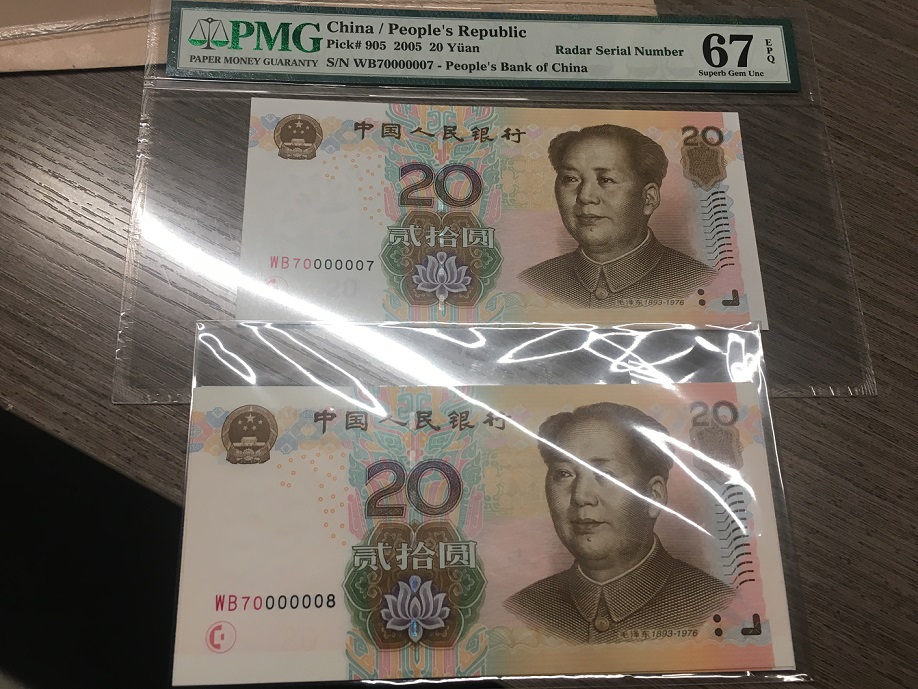 PMG
PAPER MONEY GUARANTY
China / People's Republic
Pick# 905 2005 20 Yüan
S/N WB70000007 - People's Bank of China
Radar Serial Number
67
EPQ
Superb Gem Unc
中国人民银行
20
20
贰拾圆
WB70000007
毛泽东1893-1976
中国人民银行
20
20
贰拾圆
WB70000008
毛泽东1893-1976